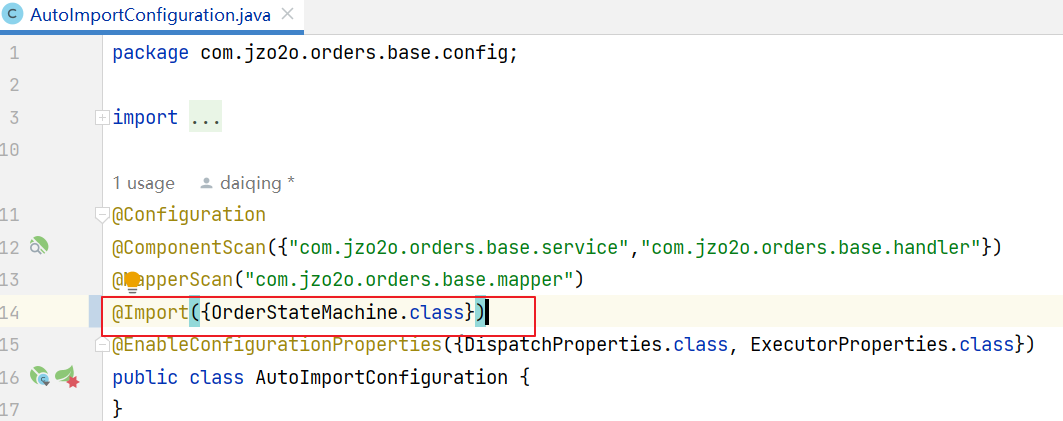 AutoImportConfiguration.java
1 package com.jzo2o.orders.base.config;
2
3 import ...
10
1 usage daiqing *
11 @Configuration
12 @ComponentScan({"com.jzo2o.orders.base.service","com.jzo2o.orders.base.handler"})
13 @MapperScan("com.jzo2o.orders.base.mapper")
14 @Import({OrderStateMachine.class})
15 @EnableConfigurationProperties({DispatchProperties.class, ExecutorProperties.class})
16 public class AutoImportConfiguration {
17 }